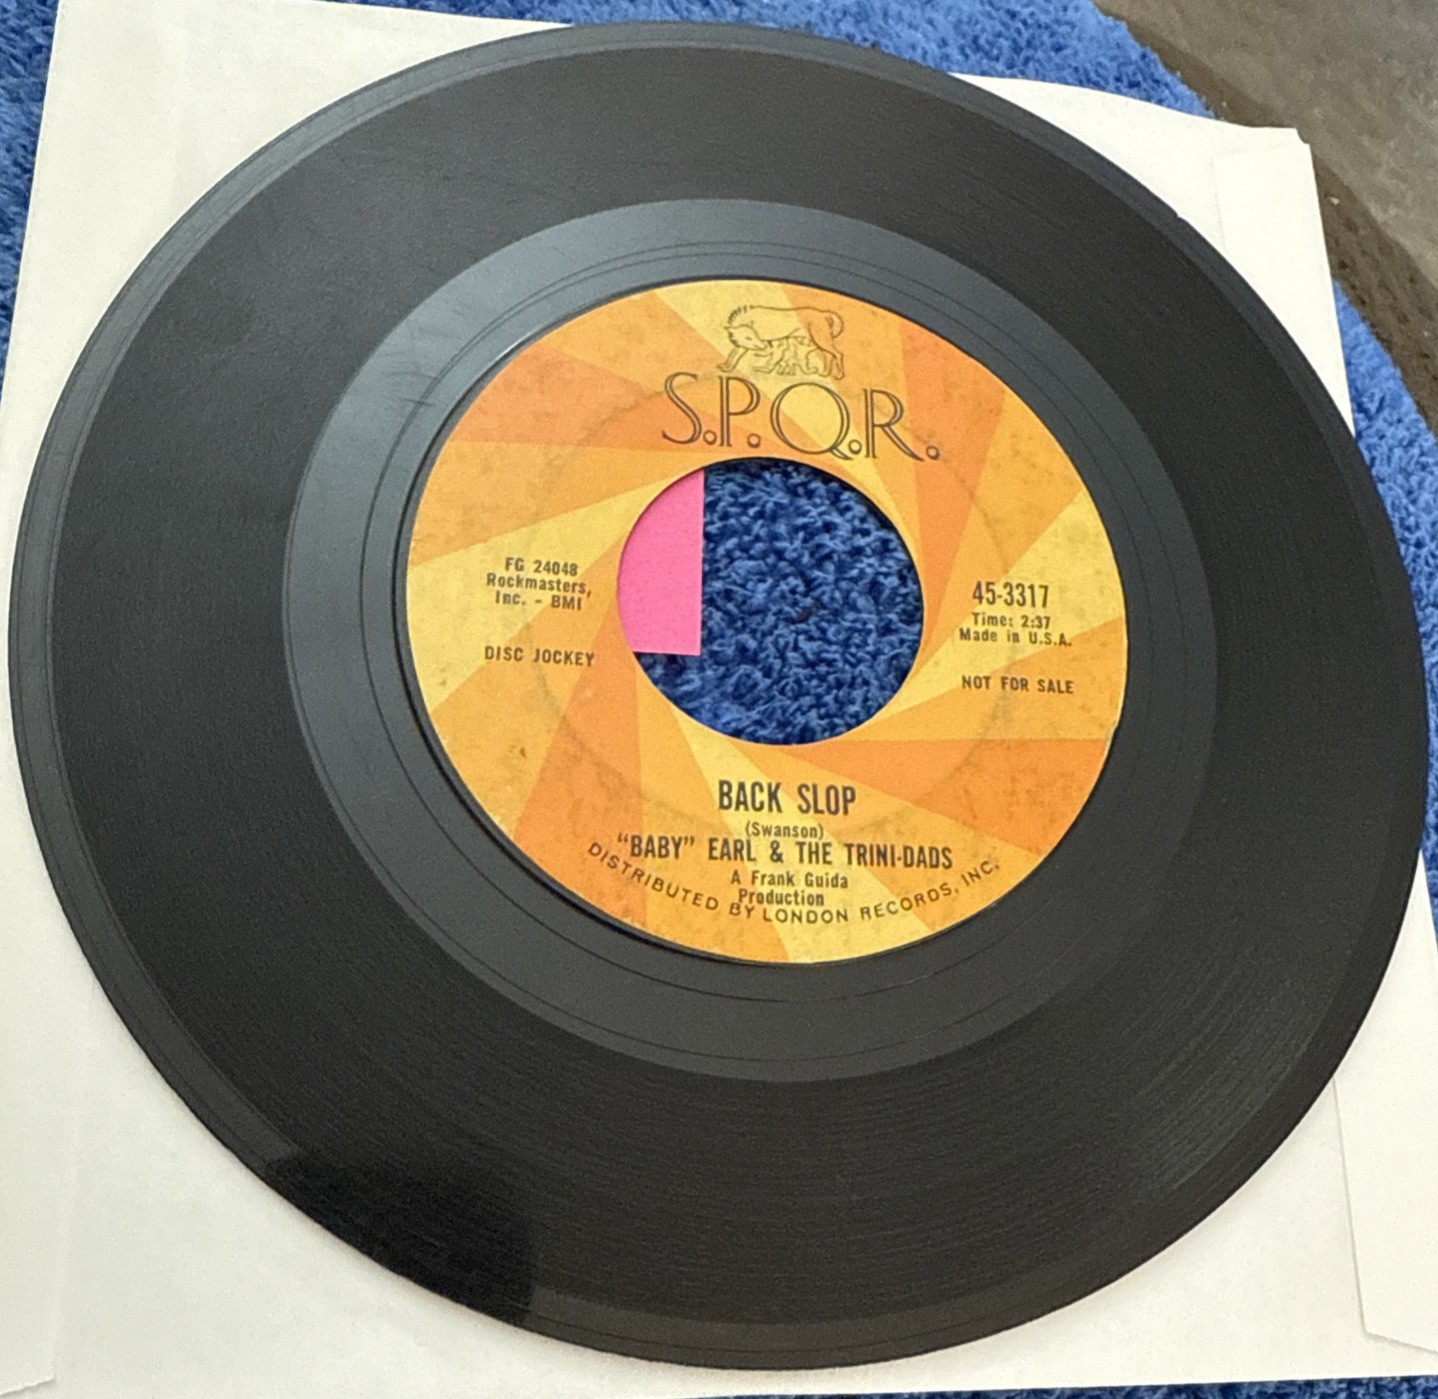 S.P.Q.R.
FG 24048
Rockmasters,
Inc. - BMI
DISC JOCKEY
45-3317
Time: 2:37
Made in U.S.A.
NOT FOR SALE
BACK SLOP
(Swanson)
"BABY" EARL & THE TRINI-DADS
A Frank Guida
Production
DISTRIBUTED BY LONDON RECORDS, INC.